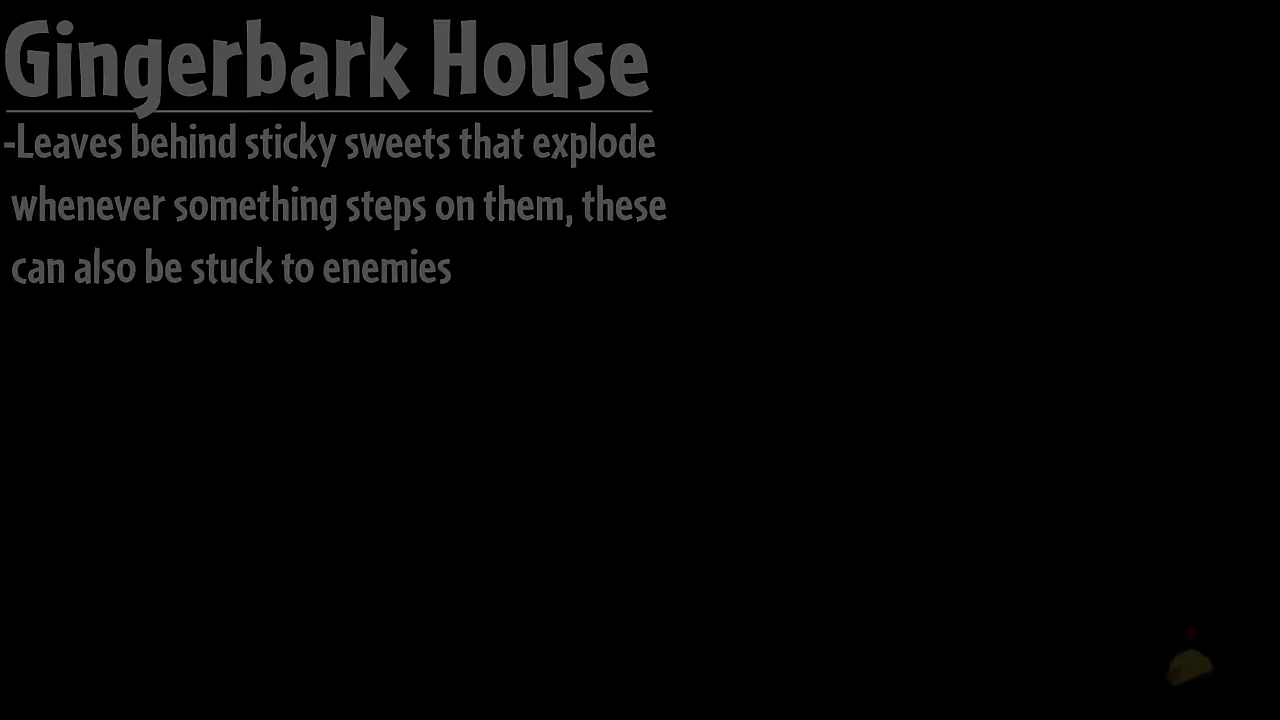 Gingerbark House
-Leaves behind sticky sweets that explode
whenever something steps on them, these
can also be stuck to enemies